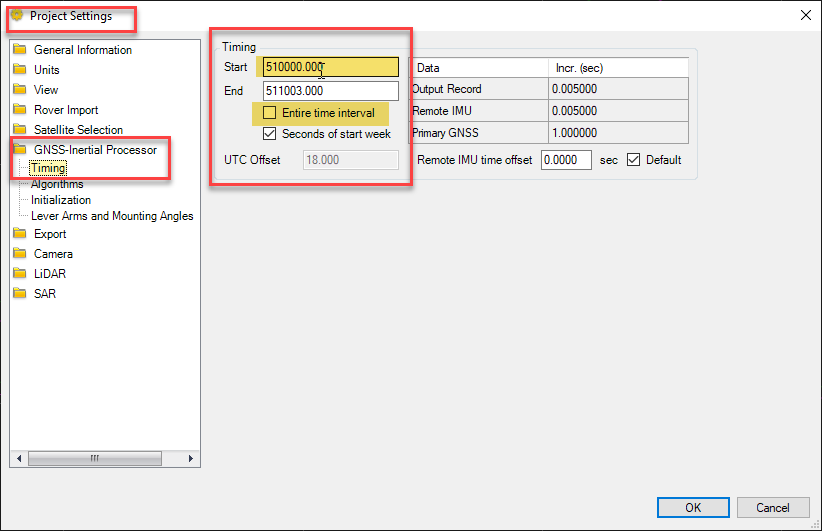 Project Settings
General Information
Units
View
Rover Import
Satellite Selection
GNSS-Inertial Processor
Timing
Algorithms
Initialization
Lever Arms and Mounting Angles
Export
Camera
LiDAR
SAR
Timing
Start 510000.000
End 511003.000
Entire time interval
Seconds of start week
UTC Offset 18.000
Data Incr. (sec)
Output Record 0.005000
Remote IMU 0.005000
Primary GNSS 1.000000
Remote IMU time offset 0.0000 sec Default
OK Cancel